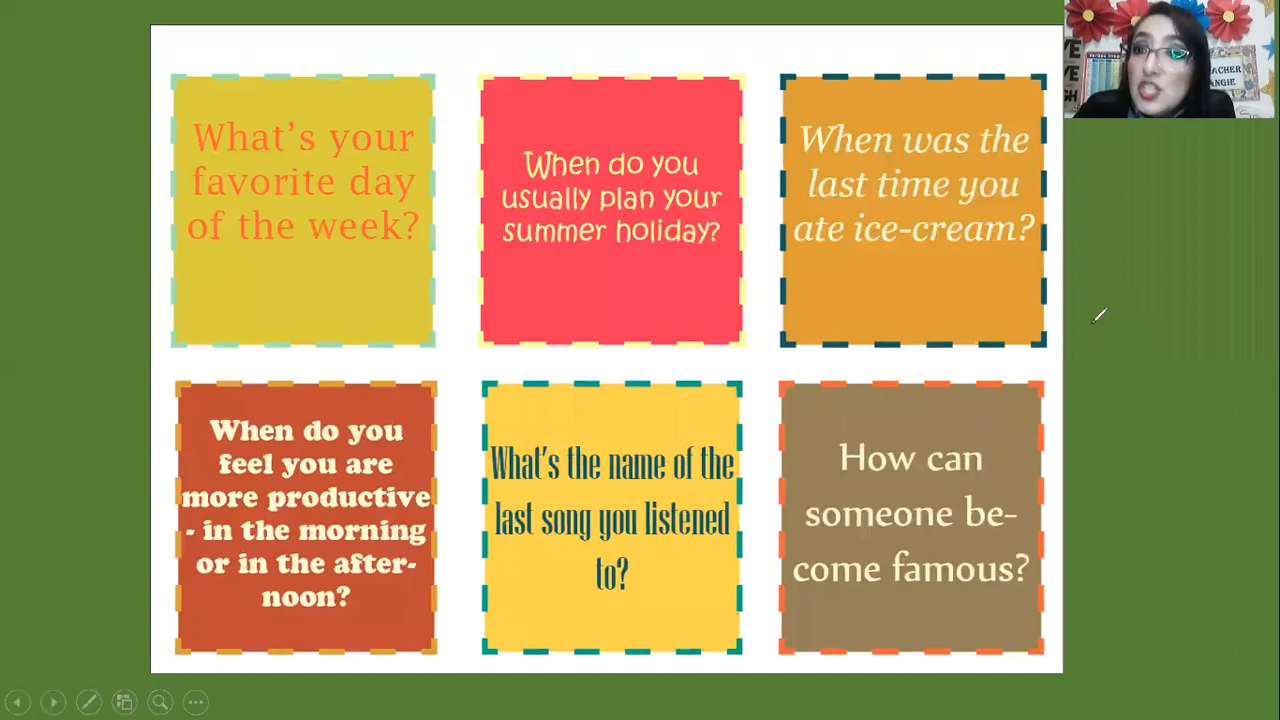 What's your
favorite day
of the week?
When do you
usually plan your
summer holiday?
When was the
last time you
ate ice-cream?
When do you
feel you are
more productive
- in the morning
or in the after-
noon?
What's the name of the
last song you listened
to?
How can
someone be-
come famous?